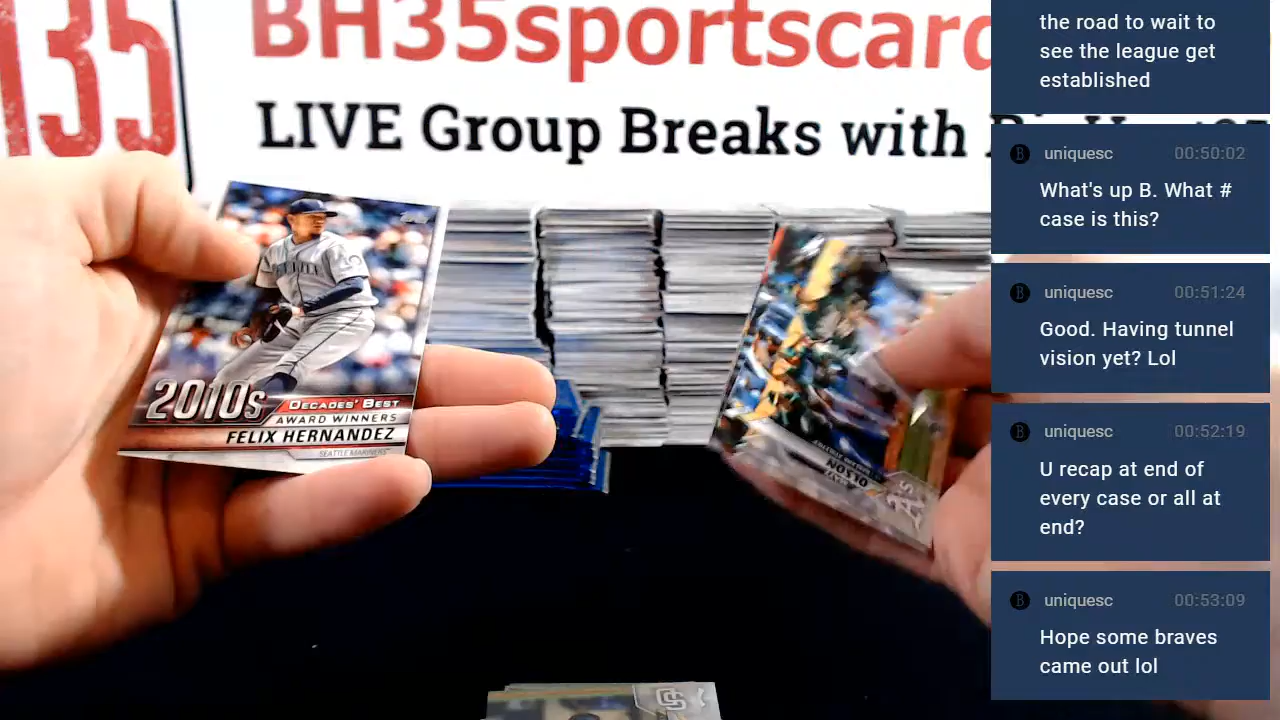 135
BH35sportscard
LIVE Group Breaks with
2010s
DECADES' BEST
AWARD WINNERS
FELIX HERNANDEZ
SEATTLE MARINERS
OLSON
the road to wait to
see the league get
established
uniquesc 00:50:02
What's up B. What #
case is this?
uniquesc 00:51:24
Good. Having tunnel
vision yet? Lol
uniquesc 00:52:19
U recap at end of
every case or all at
end?
uniquesc 00:53:09
Hope some braves
came out lol